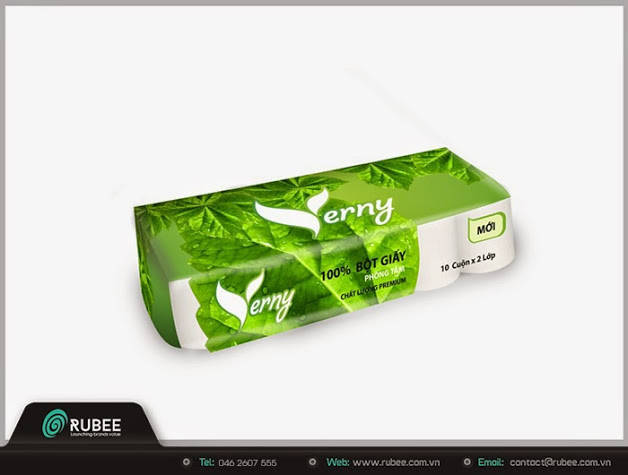 Verny
100% BỘT GIẤY
PHÒNG TẮM
CHẤT LƯỢNG PREMIUM
Verny
MỚI
10 Cuộn x 2 Lớp
RUBEE
Launching brands value
Tel: 046 2607 555
Web: www.rubee.com.vn
Email: contact@rubee.com.vn